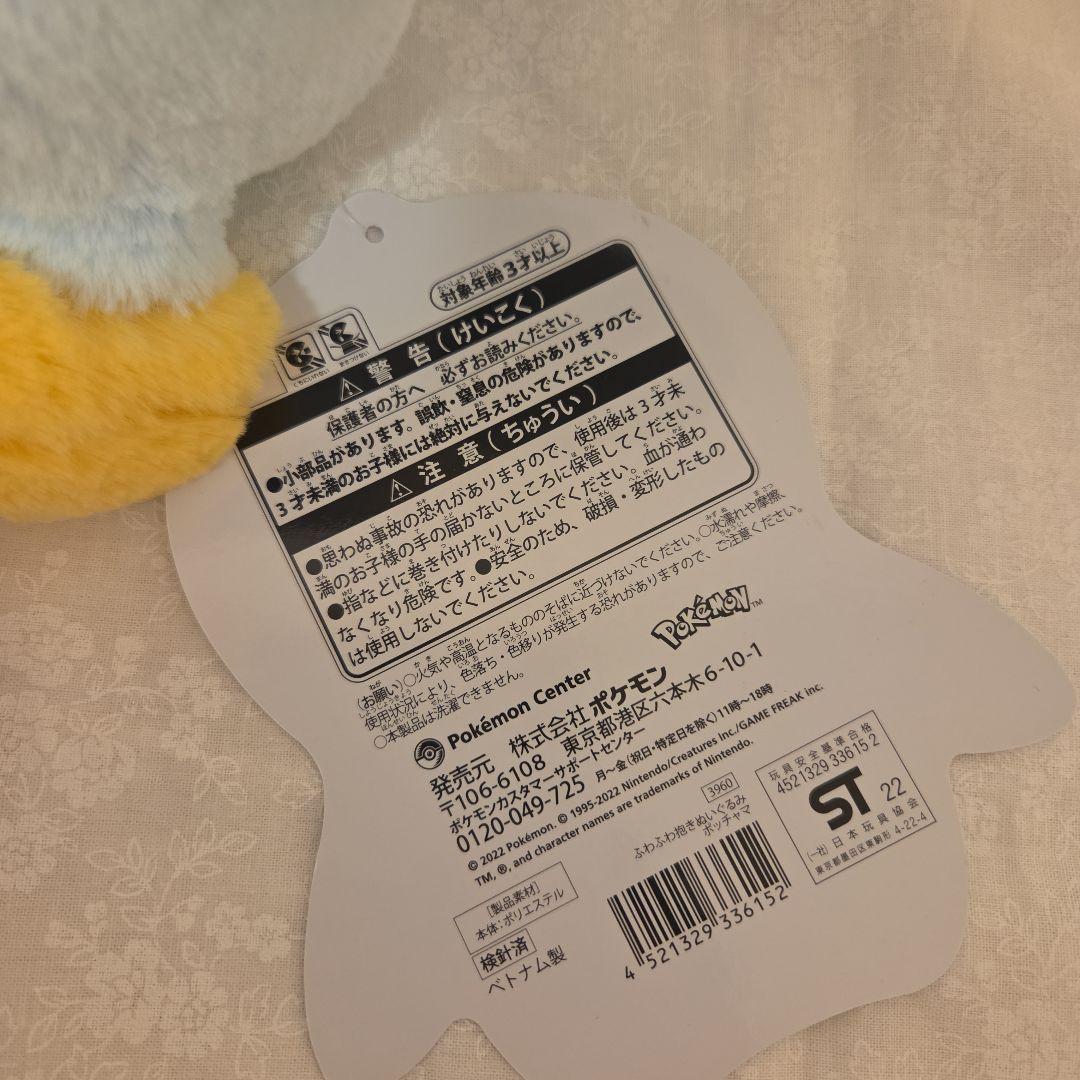 対象年齢3才以上
くちにいれない
まきつけない
警告(けいこく)
保護者の方へ 必ずお読みください。
●小部品があります。誤飲・窒息の危険がありますので、
3才未満のお子様には絶対に与えないでください。
注意(ちゅうい)
●思わぬ事故の恐れがありますので、使用後は3才未
満のお子様の手の届かないところに保管してください。
●指などに巻き付けたりしないでください。血が通わ
なくなり危険です。●安全のため、破損・変形したもの
は使用しないでください。
(お願い)○火気や高温となるもののそばに近づけないでください。○水濡れや摩擦、
使用状況により、色落ち・色移りが発生する恐れがありますので、ご注意ください。
○本製品は洗濯できません。
Pokémon™
Pokémon Center
発売元 株式会社ポケモン
〒106-6108 東京都港区六本木6-10-1
ポケモンカスタマーサポートセンター
0120-049-725 月～金(祝日・特定日を除く)11時～18時
© 2022 Pokémon. © 1995-2022 Nintendo/Creatures Inc./GAME FREAK inc.
TM, ®, and character names are trademarks of Nintendo.
[製品素材]
本体：ポリエステル
検針済
ベトナム製
3960
ふわふわ抱きぬいぐるみ
ポッチャマ
4 521329 336152
玩具安全基準合格
4521329 33615 2
ST 22
(一社)日本玩具協会
東京都墨田区東駒形 4-22-4